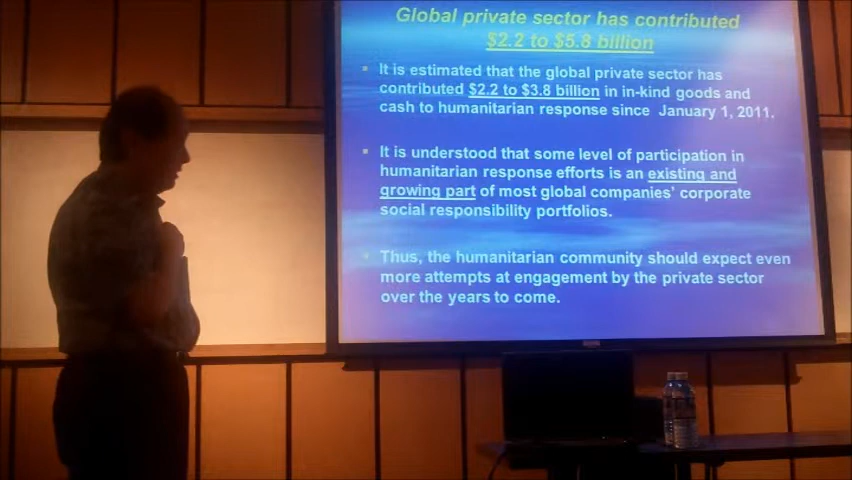 Global private sector has contributed
$2.2 to $5.8 billion
▪ It is estimated that the global private sector has
contributed $2.2 to $3.8 billion in in-kind goods and
cash to humanitarian response since January 1, 2011.
▪ It is understood that some level of participation in
humanitarian response efforts is an existing and
growing part of most global companies' corporate
social responsibility portfolios.
▪ Thus, the humanitarian community should expect even
more attempts at engagement by the private sector
over the years to come.